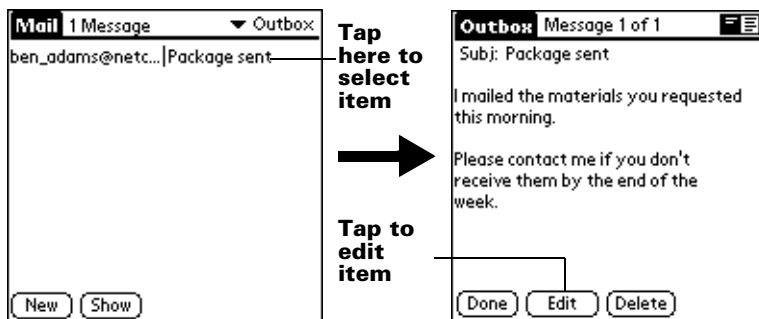 Mail 1 Message Outbox
ben_adams@netc...|Package sent
New Show
Tap
here to
select
item
Tap to
edit
item
Outbox Message 1 of 1
Subj: Package sent
I mailed the materials you requested
this morning.
Please contact me if you don't
receive them by the end of the
week.
Done Edit Delete